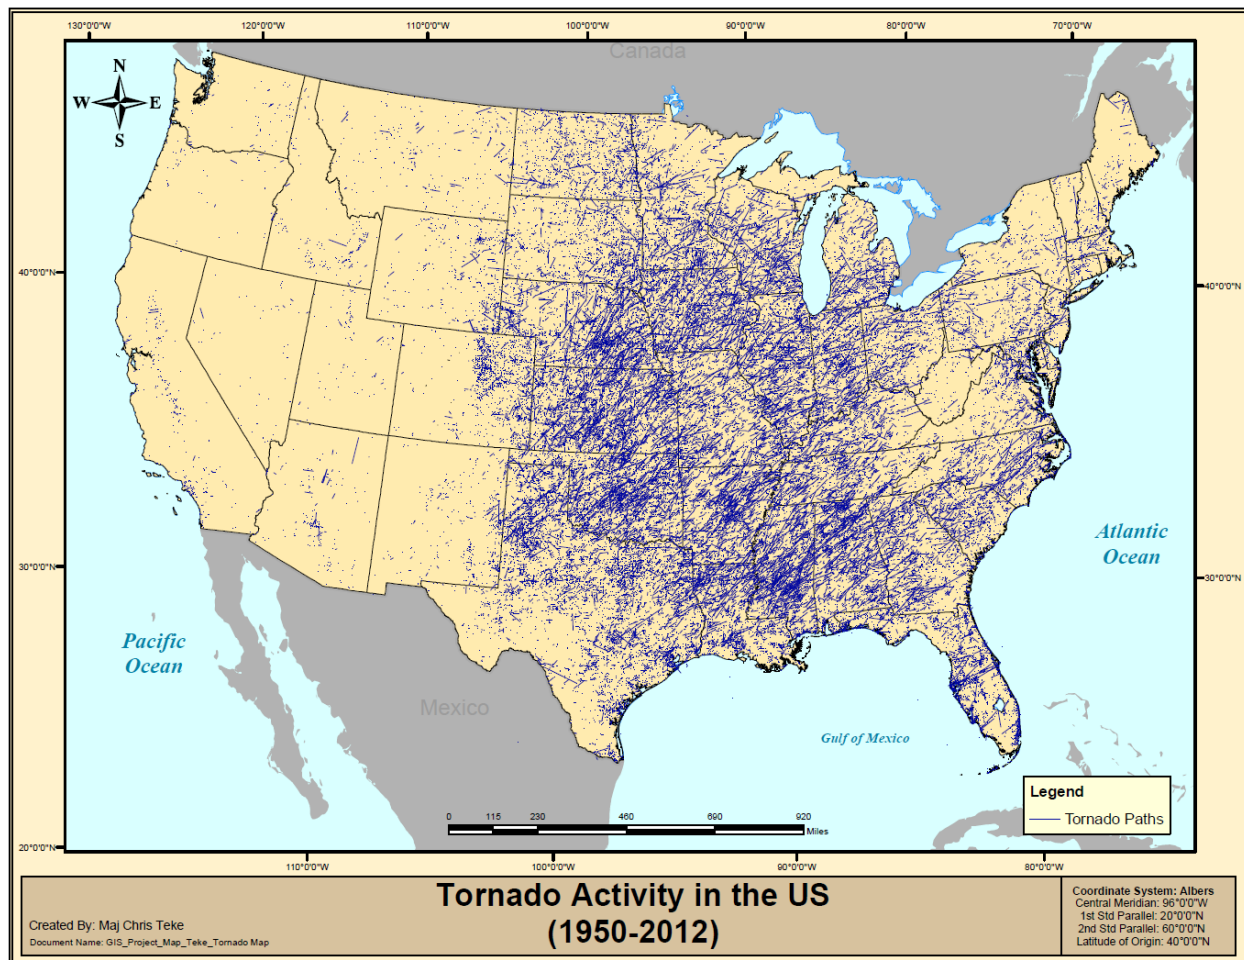 130°0'0"W 120°0'0"W 110°0'0"W 100°0'0"W 90°0'0"W 80°0'0"W 70°0'0"W
Canada
N
W E
S
40°0'0"N 40°0'0"N
30°0'0"N 30°0'0"N
Atlantic
Ocean
Pacific
Ocean
Mexico
Gulf of Mexico
Legend
Tornado Paths
0 115 230 460 690 920
Miles
20°0'0"N
110°0'0"W 100°0'0"W 90°0'0"W 80°0'0"W
Tornado Activity in the US
(1950-2012)
Created By: Maj Chris Teke
Document Name: GIS_Project_Map_Teke_Tornado Map
Coordinate System: Albers
Central Meridian: 96°0'0"W
1st Std Parallel: 20°0'0"N
2nd Std Parallel: 60°0'0"N
Latitude of Origin: 40°0'0"N